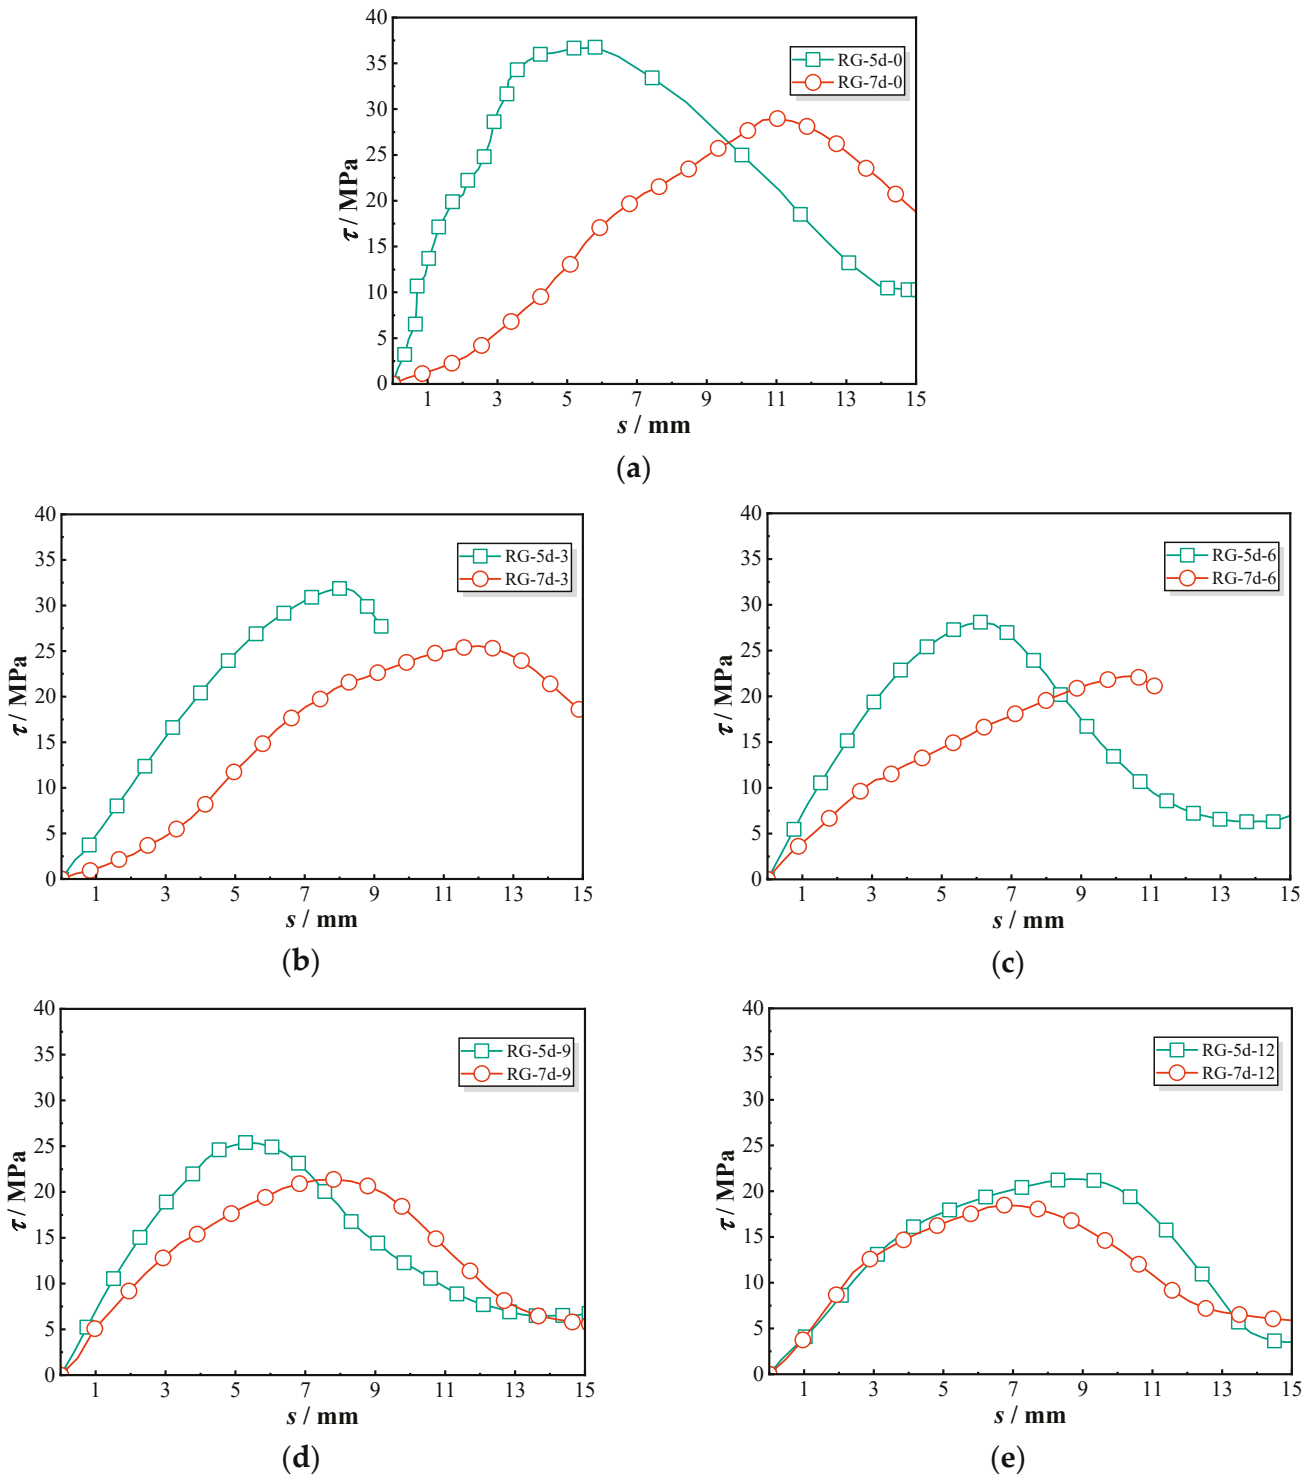 40
35
30
25
20
15
10
5
0
τ / MPa
RG-5d-0
RG-7d-0
1 3 5 7 9 11 13 15
s / mm
(a)
40
35
30
25
20
15
10
5
0
τ / MPa
RG-5d-3
RG-7d-3
1 3 5 7 9 11 13 15
s / mm
(b)
40
35
30
25
20
15
10
5
0
τ / MPa
RG-5d-6
RG-7d-6
1 3 5 7 9 11 13 15
s / mm
(c)
40
35
30
25
20
15
10
5
0
τ / MPa
RG-5d-9
RG-7d-9
1 3 5 7 9 11 13 15
s / mm
(d)
40
35
30
25
20
15
10
5
0
τ / MPa
RG-5d-12
RG-7d-12
1 3 5 7 9 11 13 15
s / mm
(e)